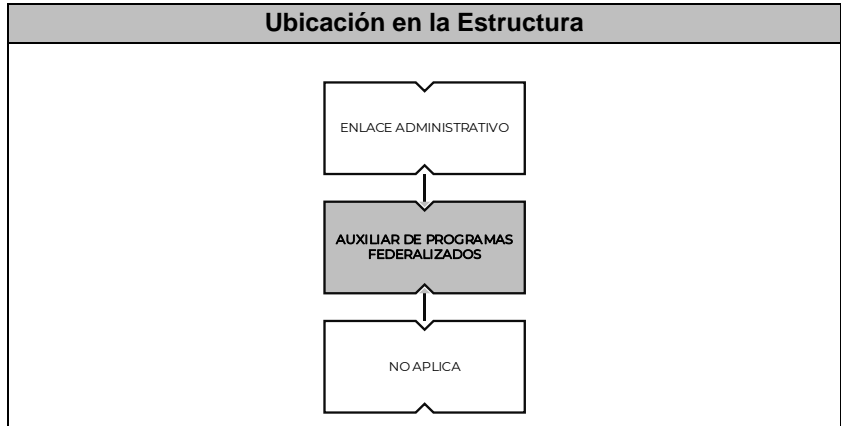 Ubicación en la Estructura
ENLACE ADMINISTRATIVO
AUXILIAR DE PROGRAMAS
FEDERALIZADOS
NO APLICA